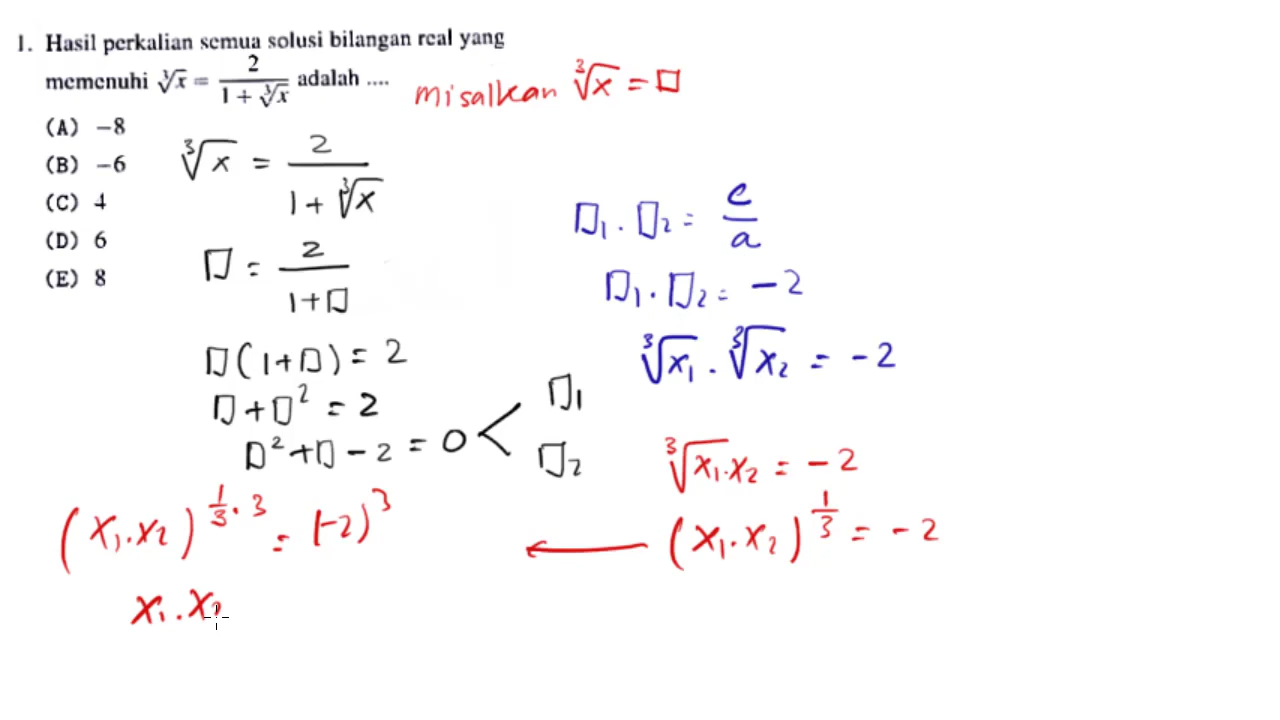 1. Hasil perkalian semua solusi bilangan real yang
memenuhi ∛x = 2/(1 + ∛x) adalah ....
misalkan ∛x = □
(A) −8
(B) −6
(C) 4
(D) 6
(E) 8
∛x = 2/(1 + ∛x)
□ = 2/(1+□)
□(1+□) = 2
□+□² = 2
□²+□−2 = 0 <
□₁
□₂
□₁ . □₂ = c/a
□₁ . □₂ = −2
∛x₁ . ∛x₂ = −2
∛(x₁.x₂) = −2
(x₁.x₂)^(1/3) = −2
←
(x₁.x₂)^(1/3 . 3) = (−2)³
x₁ . x₂